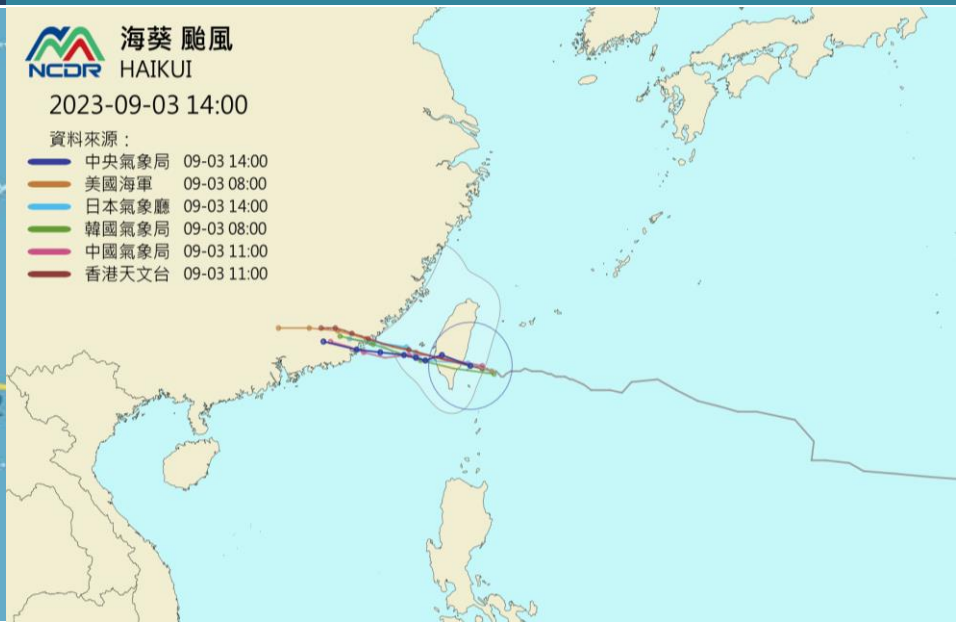 NCDR
海葵 颱風
HAIKUI
2023-09-03 14:00
資料來源：
中央氣象局 09-03 14:00
美國海軍 09-03 08:00
日本氣象廳 09-03 14:00
韓國氣象局 09-03 08:00
中國氣象局 09-03 11:00
香港天文台 09-03 11:00